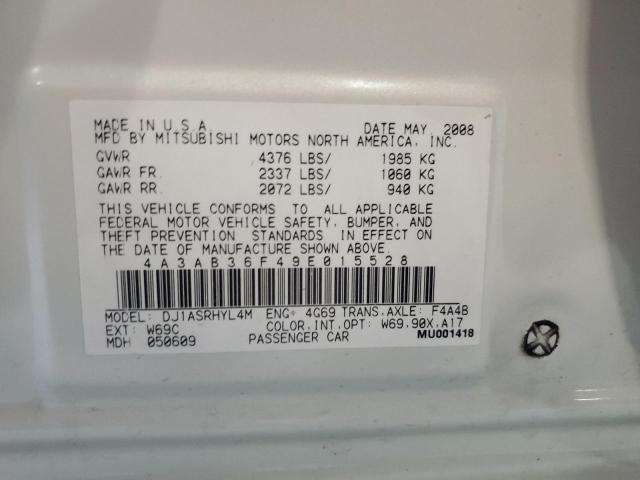 MADE IN U.S.A. DATE MAY, 2008
MFD BY MITSUBISHI MOTORS NORTH AMERICA, INC.
GVWR 4376 LBS/ 1985 KG
GAWR FR. 2337 LBS/ 1060 KG
GAWR RR. 2072 LBS/ 940 KG
THIS VEHICLE CONFORMS TO ALL APPLICABLE
FEDERAL MOTOR VEHICLE SAFETY, BUMPER, AND
THEFT PREVENTION STANDARDS IN EFFECT ON
THE DATE OF MANUFACTURE SHOWN ABOVE.
4A3AB36F49E015528
MODEL: DJ1ASRHYL4M ENG: 4G69 TRANS.AXLE: F4A4B
EXT: W69C COLOR.INT.OPT: W69.90X.A17
MDH 050609 PASSENGER CAR MU001418